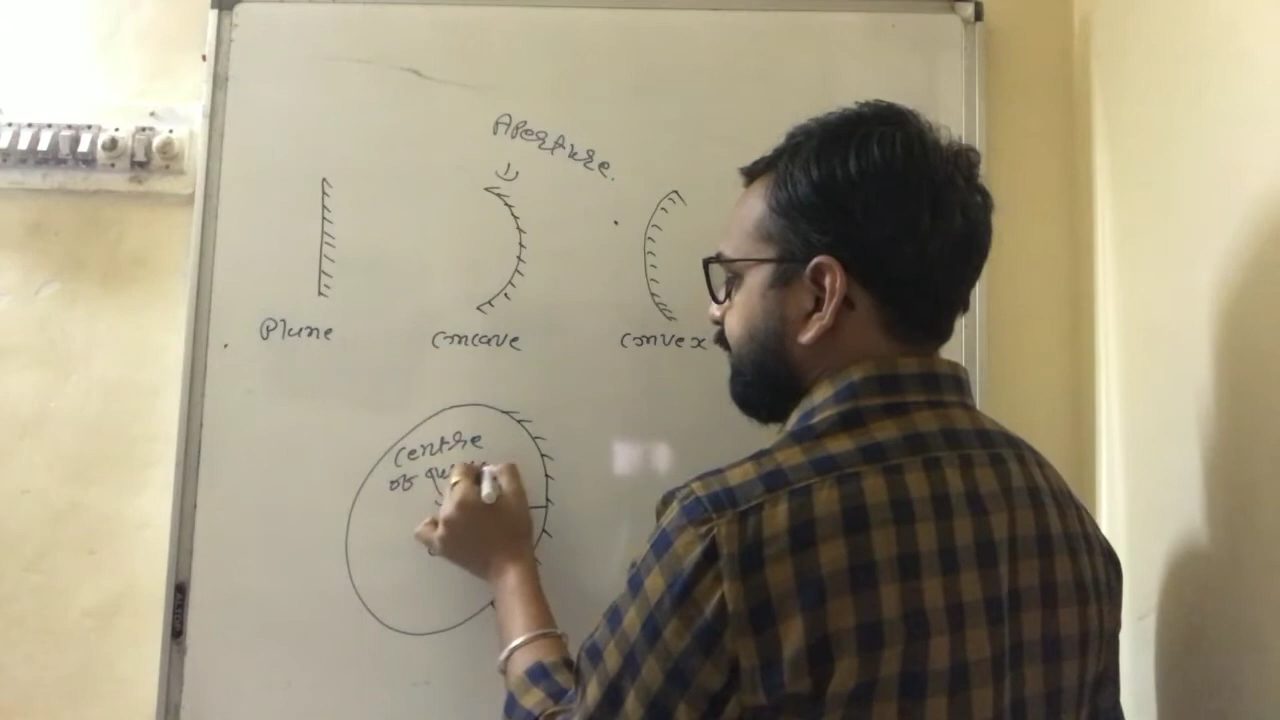 Aperture.
Plane
concave
convex
centre
of